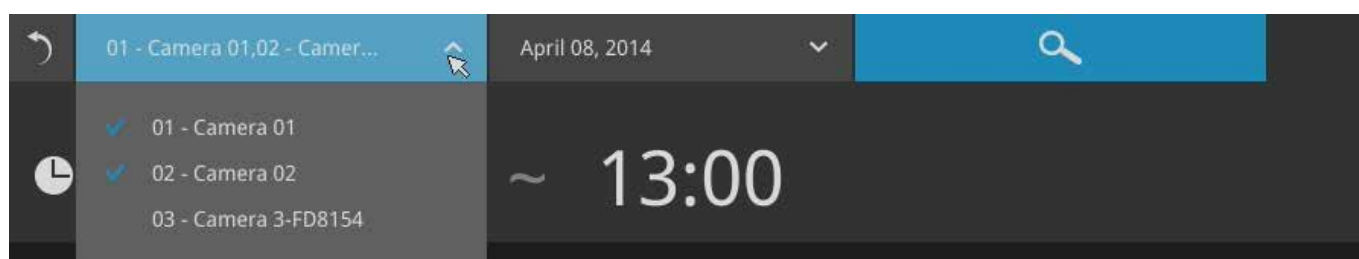 01 - Camera 01,02 - Camer...
April 08, 2014
01 - Camera 01
02 - Camera 02
~ 13:00
03 - Camera 3-FD8154